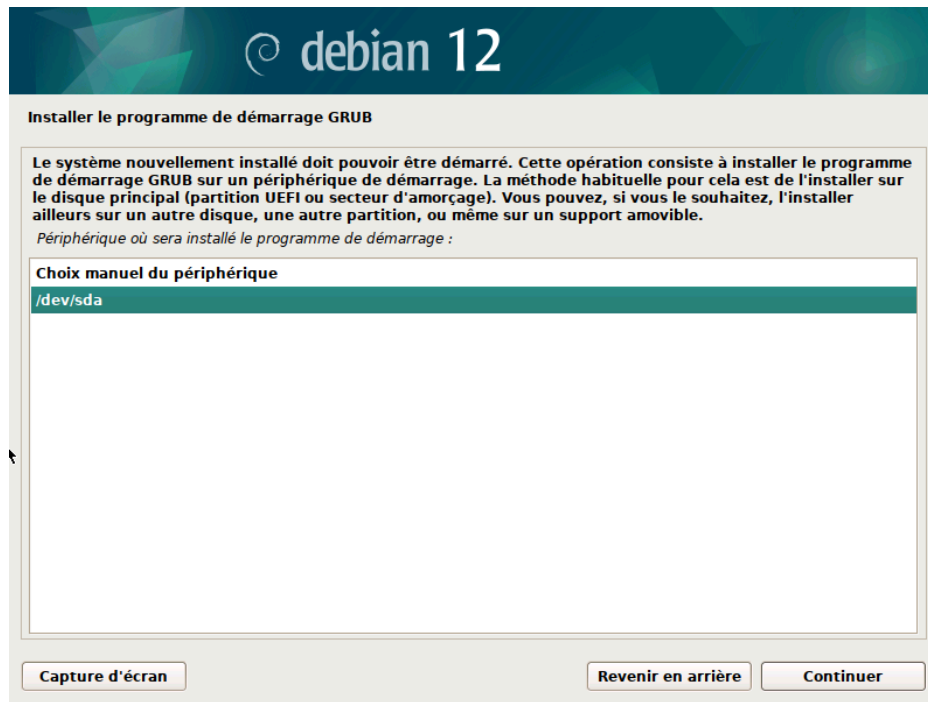 debian 12
Installer le programme de démarrage GRUB
Le système nouvellement installé doit pouvoir être démarré. Cette opération consiste à installer le programme
de démarrage GRUB sur un périphérique de démarrage. La méthode habituelle pour cela est de l'installer sur
le disque principal (partition UEFI ou secteur d'amorçage). Vous pouvez, si vous le souhaitez, l'installer
ailleurs sur un autre disque, une autre partition, ou même sur un support amovible.
Périphérique où sera installé le programme de démarrage :
Choix manuel du périphérique
/dev/sda
Capture d'écran
Revenir en arrière
Continuer